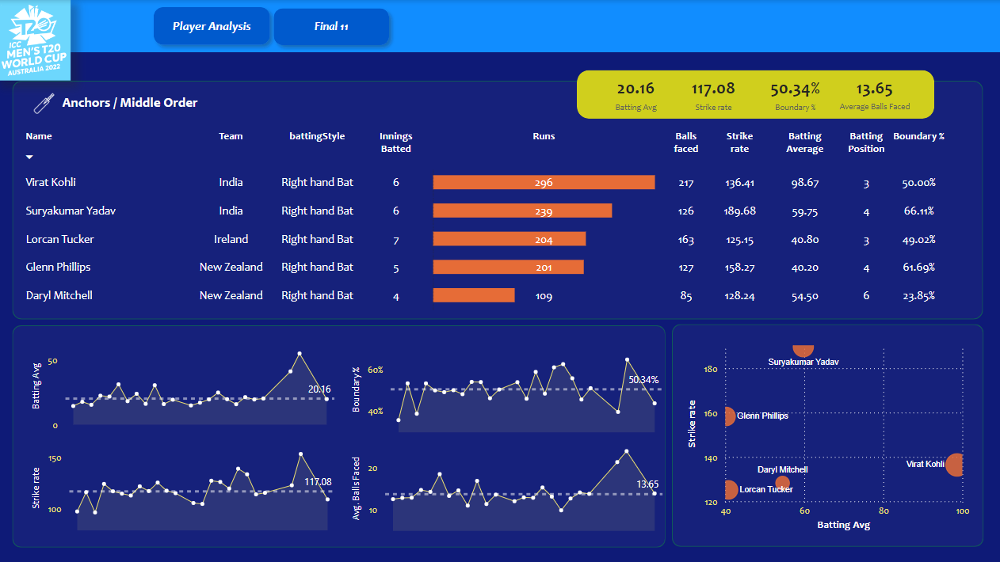 T20
ICC
MEN'S T20
WORLD CUP
AUSTRALIA 2022
Player Analysis
Final 11
Anchors / Middle Order
20.16 117.08 50.34% 13.65
Batting Avg Strike rate Boundary % Average Balls Faced
Name Team battingStyle Innings Batted Runs Balls faced Strike rate Batting Average Batting Position Boundary %
Virat Kohli India Right hand Bat 6 296 217 136.41 98.67 3 50.00%
Suryakumar Yadav India Right hand Bat 6 239 126 189.68 59.75 4 66.11%
Lorcan Tucker Ireland Right hand Bat 7 204 163 125.15 40.80 3 49.02%
Glenn Phillips New Zealand Right hand Bat 5 201 127 158.27 40.20 4 61.69%
Daryl Mitchell New Zealand Right hand Bat 4 109 85 128.24 54.50 6 23.85%
Batting Avg
50
0
20.16
Boundary %
60%
40%
50.34%
Strike rate
150
100
117.08
Avg. Balls Faced
20
10
13.65
Strike rate
180
160
140
120
Suryakumar Yadav
Glenn Phillips
Virat Kohli
Daryl Mitchell
Lorcan Tucker
40 60 80 100
Batting Avg